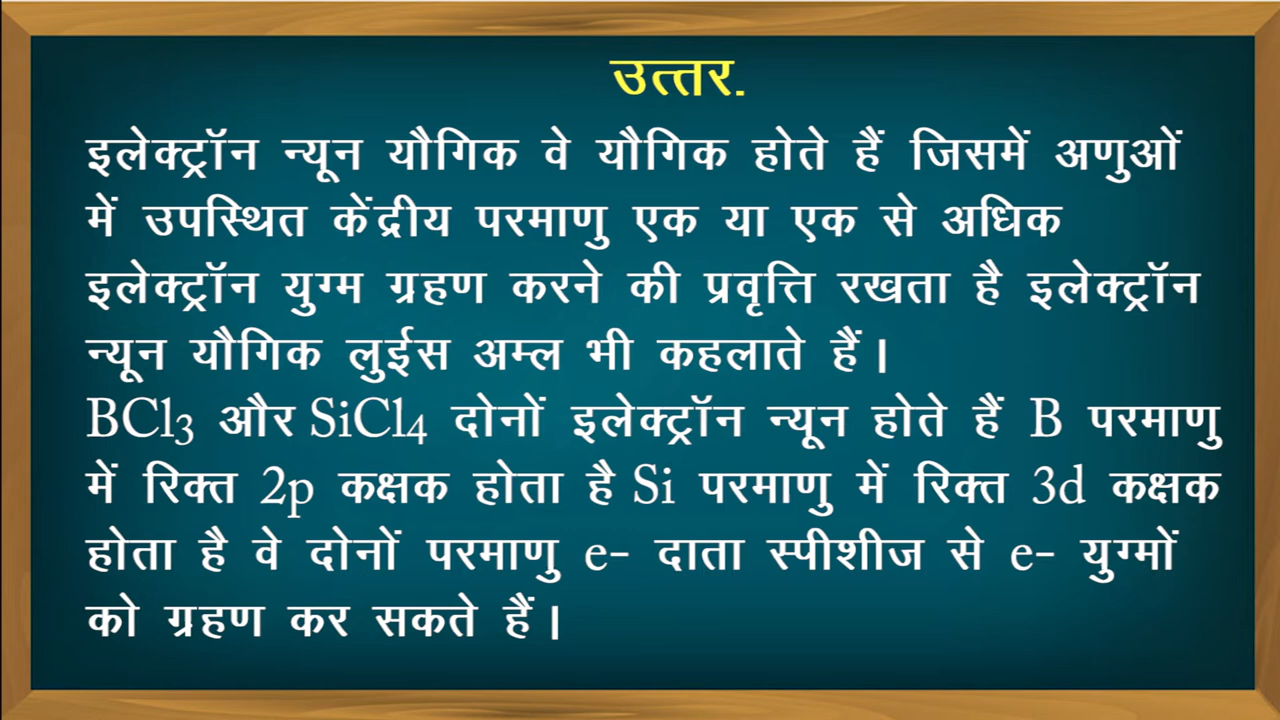 उत्तर.
इलेक्ट्रॉन न्यून यौगिक वे यौगिक होते हैं जिसमें अणुओं
में उपस्थित केंद्रीय परमाणु एक या एक से अधिक
इलेक्ट्रॉन युग्म ग्रहण करने की प्रवृत्ति रखता है इलेक्ट्रॉन
न्यून यौगिक लुईस अम्ल भी कहलाते हैं।
BCl3 और SiCl4 दोनों इलेक्ट्रॉन न्यून होते हैं B परमाणु
में रिक्त 2p कक्षक होता है Si परमाणु में रिक्त 3d कक्षक
होता है वे दोनों परमाणु e- दाता स्पीशीज से e- युग्मों
को ग्रहण कर सकते हैं।